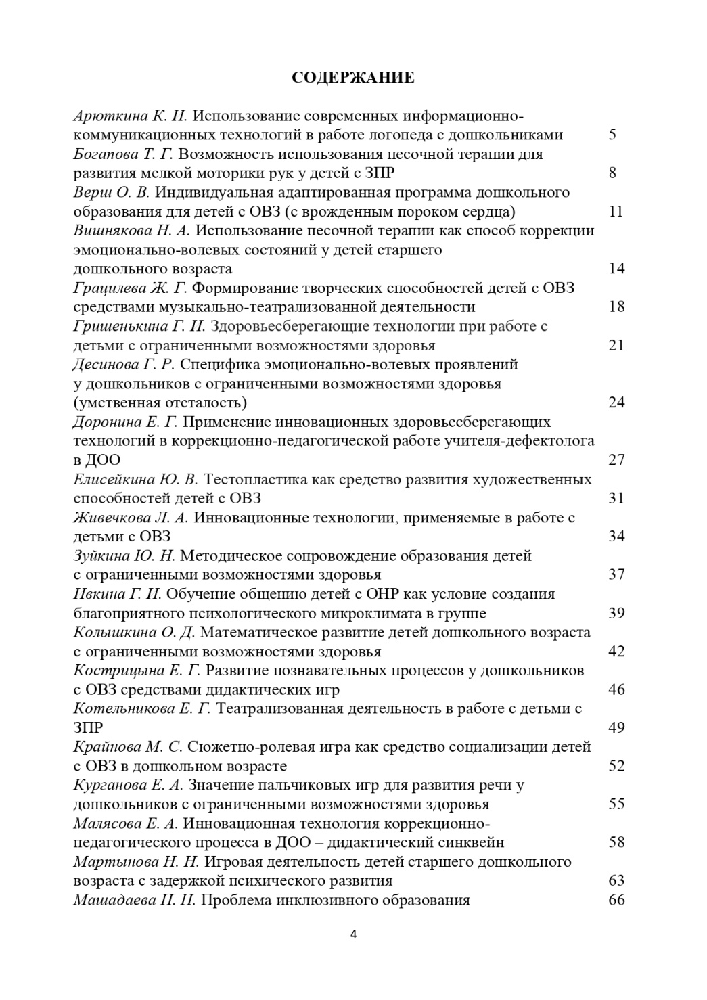 СОДЕРЖАНИЕ
Арюткина К. И. Использование современных информационно-
коммуникационных технологий в работе логопеда с дошкольниками 5
Богапова Т. Г. Возможность использования песочной терапии для
развития мелкой моторики рук у детей с ЗПР 8
Верш О. В. Индивидуальная адаптированная программа дошкольного
образования для детей с ОВЗ (с врожденным пороком сердца) 11
Вишнякова Н. А. Использование песочной терапии как способ коррекции
эмоционально-волевых состояний у детей старшего
дошкольного возраста 14
Грацилева Ж. Г. Формирование творческих способностей детей с ОВЗ
средствами музыкально-театрализованной деятельности 18
Гришенькина Г. И. Здоровьесберегающие технологии при работе с
детьми с ограниченными возможностями здоровья 21
Десинова Г. Р. Специфика эмоционально-волевых проявлений
у дошкольников с ограниченными возможностями здоровья
(умственная отсталость) 24
Доронина Е. Г. Применение инновационных здоровьесберегающих
технологий в коррекционно-педагогической работе учителя-дефектолога
в ДОО 27
Елисейкина Ю. В. Тестопластика как средство развития художественных
способностей детей с ОВЗ 31
Живечкова Л. А. Инновационные технологии, применяемые в работе с
детьми с ОВЗ 34
Зуйкина Ю. Н. Методическое сопровождение образования детей
с ограниченными возможностями здоровья 37
Ивкина Г. И. Обучение общению детей с ОНР как условие создания
благоприятного психологического микроклимата в группе 39
Колышкина О. Д. Математическое развитие детей дошкольного возраста
с ограниченными возможностями здоровья 42
Кострицына Е. Г. Развитие познавательных процессов у дошкольников
с ОВЗ средствами дидактических игр 46
Котельникова Е. Г. Театрализованная деятельность в работе с детьми с
ЗПР 49
Крайнова М. С. Сюжетно-ролевая игра как средство социализации детей
с ОВЗ в дошкольном возрасте 52
Курганова Е. А. Значение пальчиковых игр для развития речи у
дошкольников с ограниченными возможностями здоровья 55
Малясова Е. А. Инновационная технология коррекционно-
педагогического процесса в ДОО – дидактический синквейн 58
Мартынова Н. Н. Игровая деятельность детей старшего дошкольного
возраста с задержкой психического развития 63
Машадаева Н. Н. Проблема инклюзивного образования 66
4